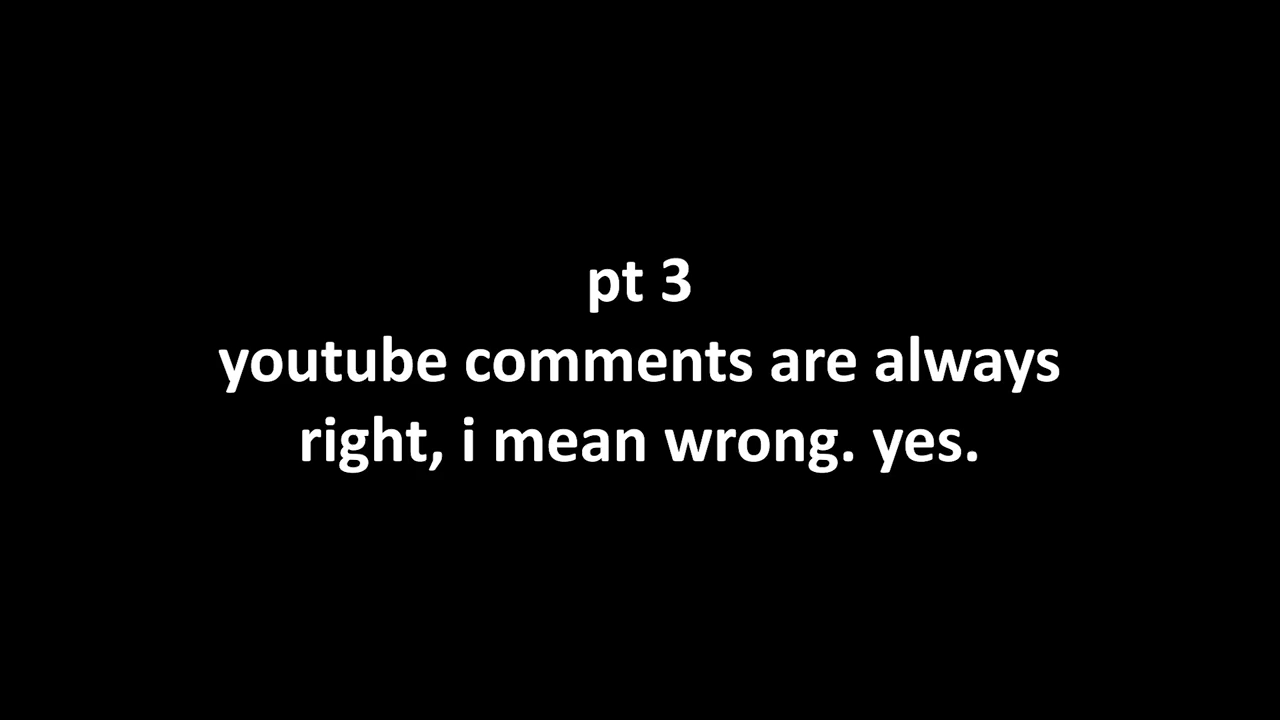 pt 3
youtube comments are always
right, i mean wrong. yes.